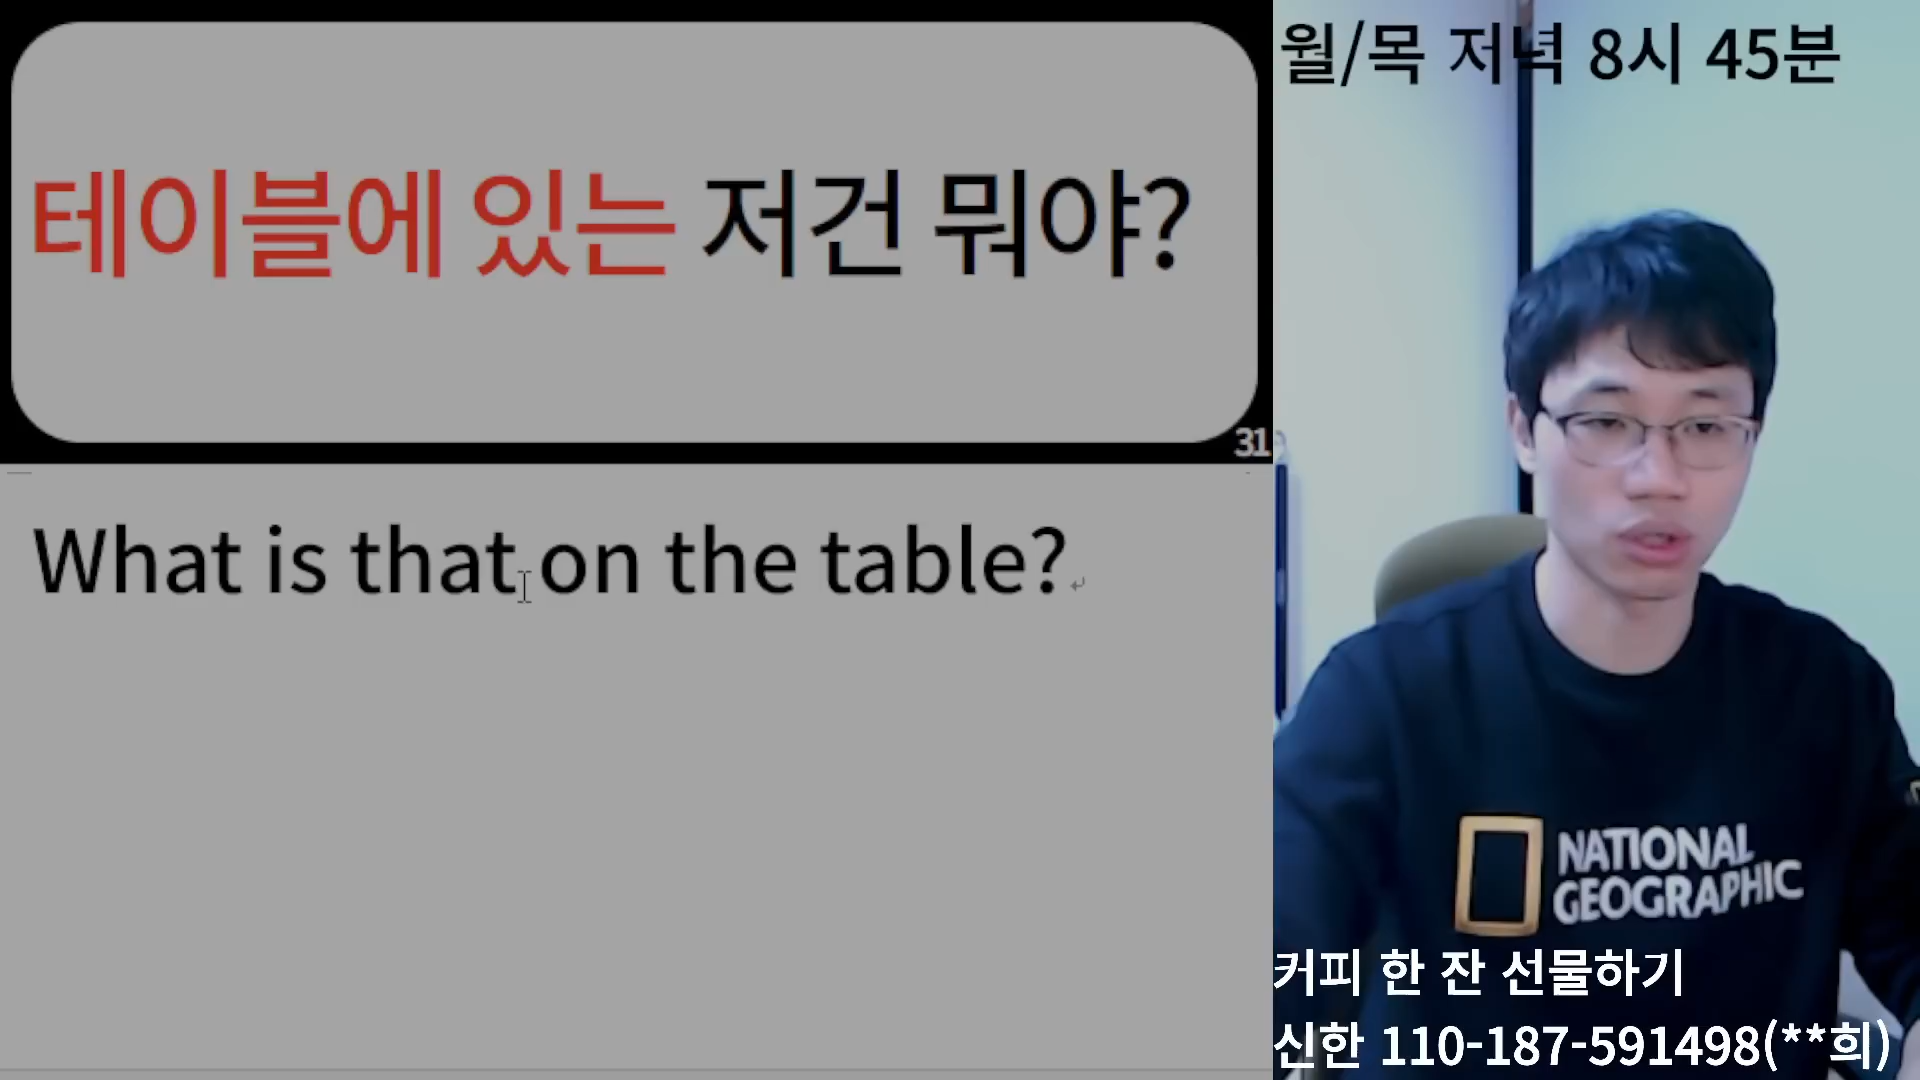 테이블에 있는 저건 뭐야?
31
What is that on the table?
월/목 저녁 8시 45분
NATIONAL
GEOGRAPHIC
커피 한 잔 선물하기
신한 110-187-591498(**희)